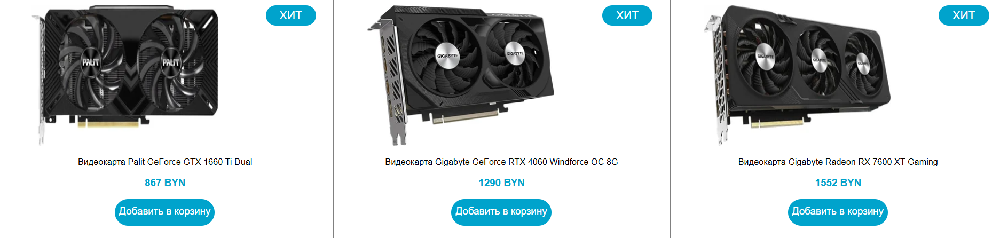 ХИТ
PALIT
PALIT
Видеокарта Palit GeForce GTX 1660 Ti Dual
867 BYN
Добавить в корзину
ХИТ
GIGABYTE
GIGABYTE
GIGABYTE
Видеокарта Gigabyte GeForce RTX 4060 Windforce OC 8G
1290 BYN
Добавить в корзину
ХИТ
GIGABYTE
GIGABYTE
GIGABYTE
Видеокарта Gigabyte Radeon RX 7600 XT Gaming
1552 BYN
Добавить в корзину